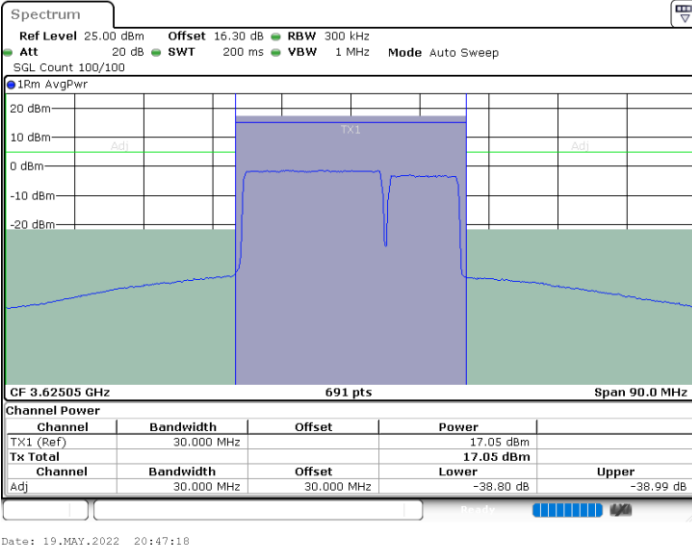 Spectrum
Ref Level 25.00 dBm Offset 16.30 dB RBW 300 kHz
Att 20 dB SWT 200 ms VBW 1 MHz Mode Auto Sweep
SGL Count 100/100
1Rm AvgPwr
20 dBm
TX1
10 dBm
Adj Adj
0 dBm
-10 dBm
-20 dBm
CF 3.62505 GHz 691 pts Span 90.0 MHz
Channel Power
Channel Bandwidth Offset Power
TX1 (Ref) 30.000 MHz 17.05 dBm
Tx Total 17.05 dBm
Channel Bandwidth Offset Lower Upper
Adj 30.000 MHz 30.000 MHz -38.80 dB -38.99 dB
Ready
Date: 19.MAY.2022 20:47:18